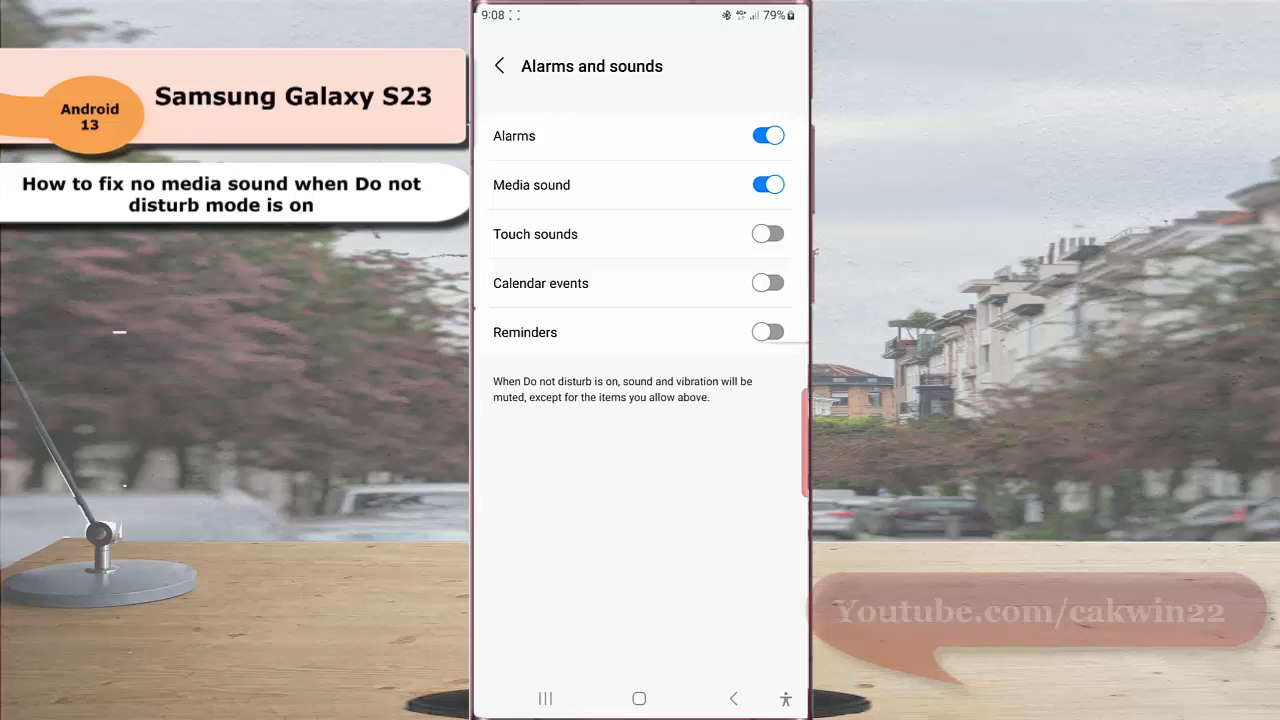 Samsung Galaxy S23
Android
13
How to fix no media sound when Do not
disturb mode is on
9:08
4G+
79%
Alarms and sounds
Alarms
Media sound
Touch sounds
Calendar events
Reminders
When Do not disturb is on, sound and vibration will be
muted, except for the items you allow above.
Youtube.com/cakwin22